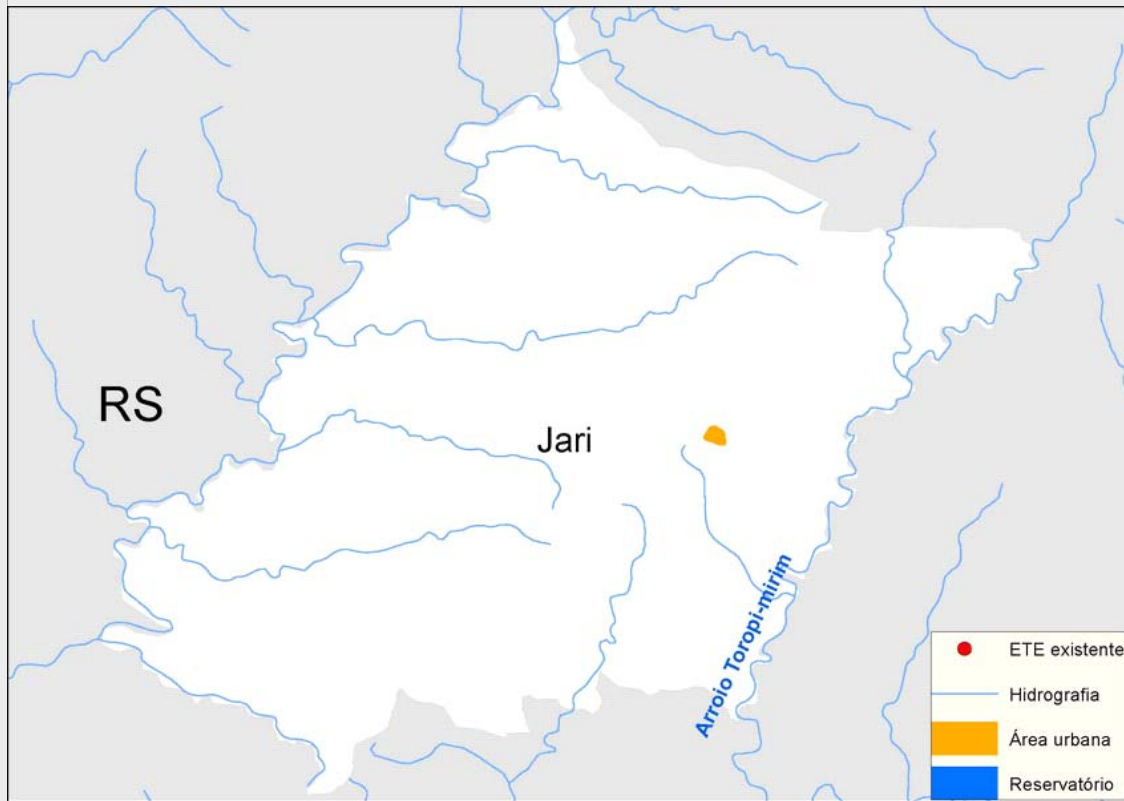 RS
Jari
Arroio Toropi-mirim
ETE existente
Hidrografia
Área urbana
Reservatório